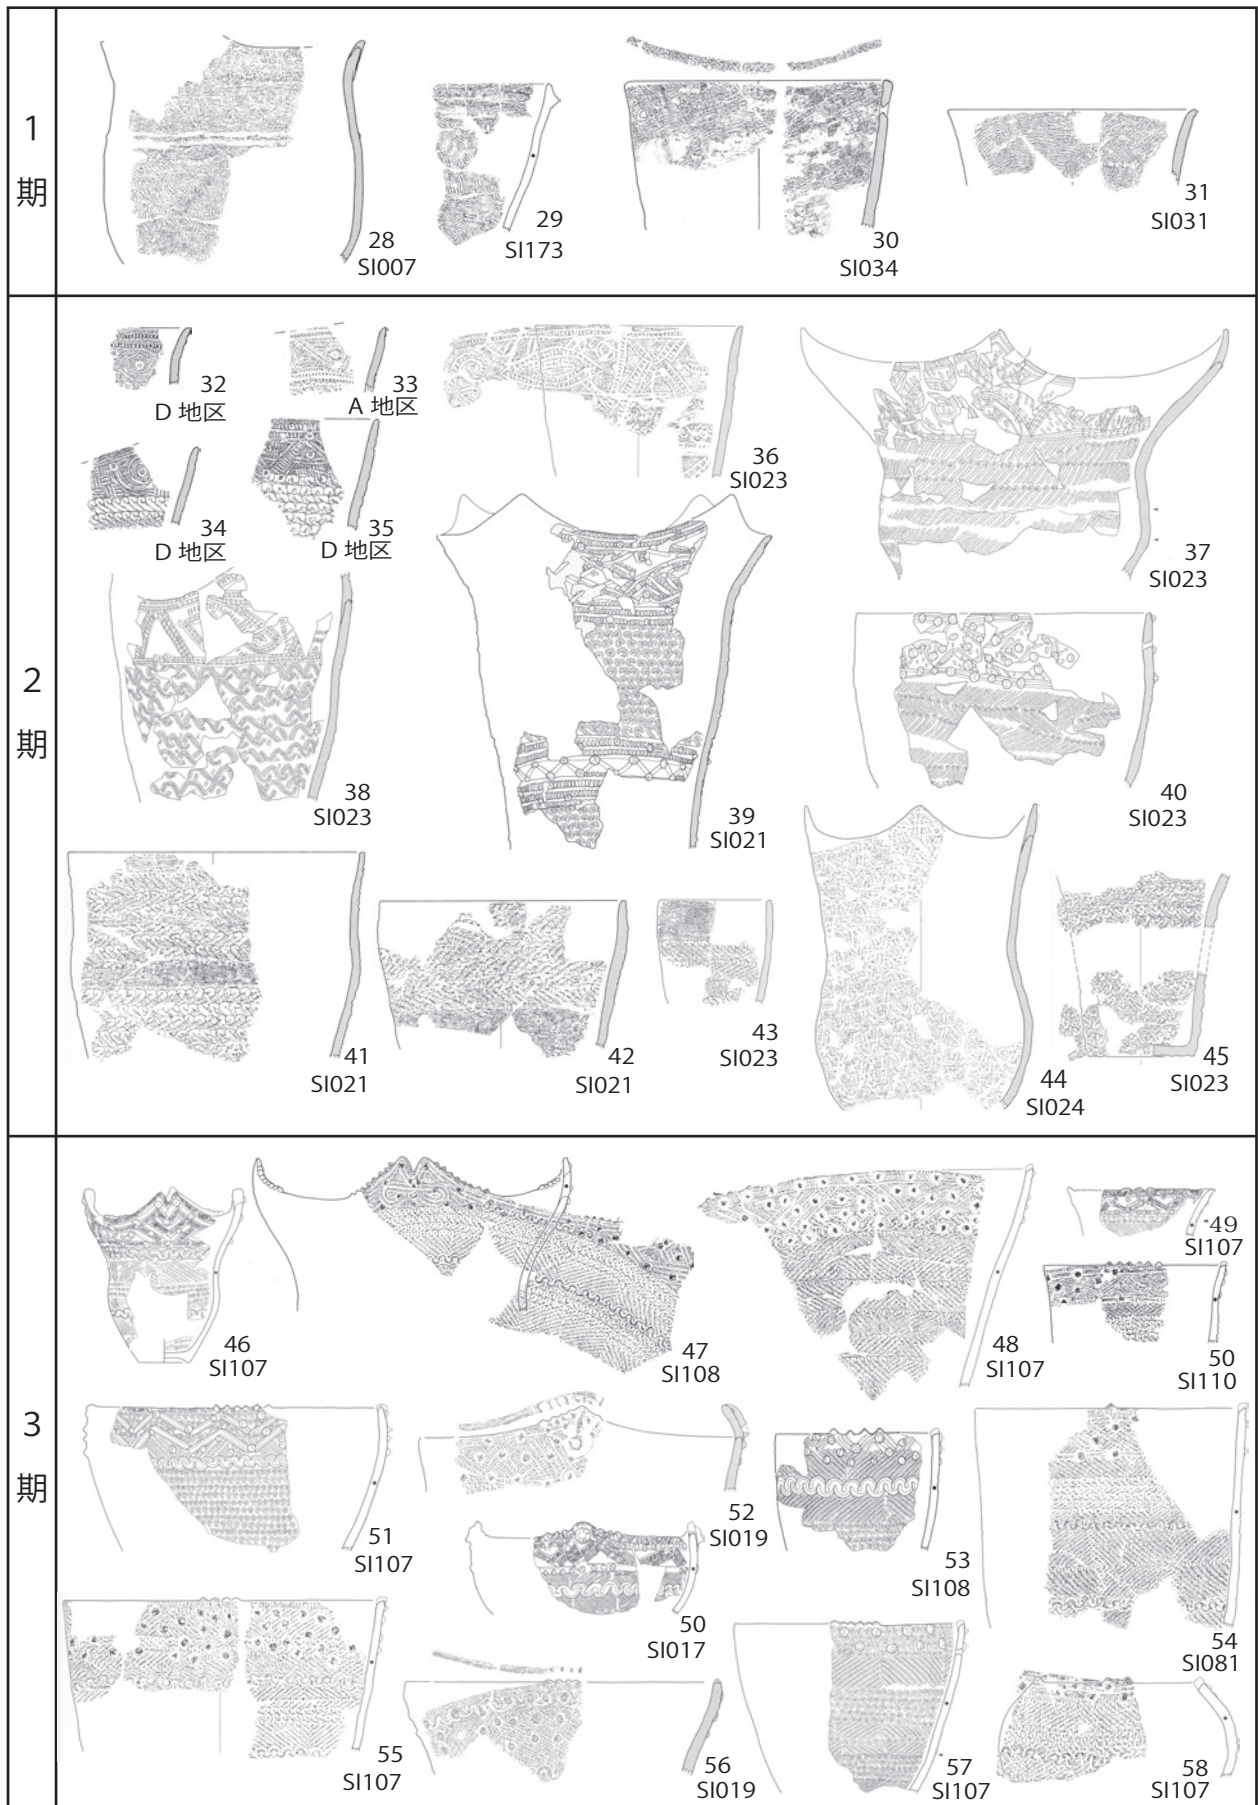 1
期
28
SI007
29
SI173
30
SI034
31
SI031
2
期
32
D 地区
33
A 地区
34
D 地区
35
D 地区
36
SI023
37
SI023
38
SI023
39
SI021
40
SI023
41
SI021
42
SI021
43
SI023
44
SI024
45
SI023
3
期
46
SI107
47
SI108
48
SI107
49
SI107
50
SI110
51
SI107
52
SI019
50
SI017
53
SI108
54
SI081
55
SI107
56
SI019
57
SI107
58
SI107